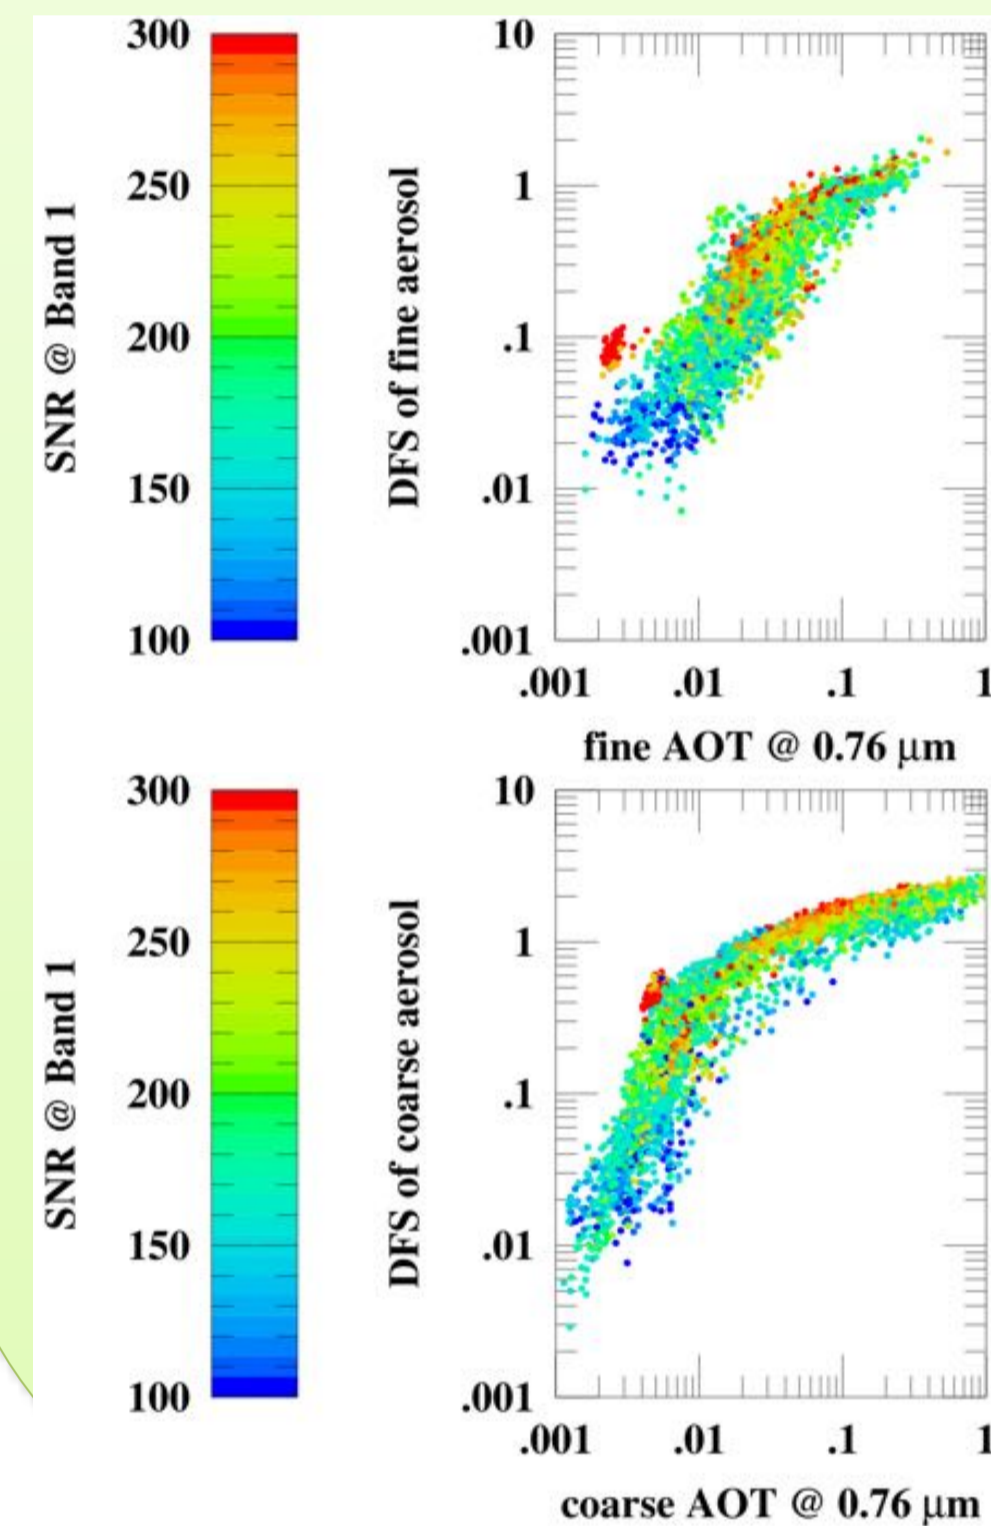 SNR @ Band 1
300
250
200
150
100
DFS of fine aerosol
10
1
.1
.01
.001
.001 .01 .1 1
fine AOT @ 0.76 μm
SNR @ Band 1
300
250
200
150
100
DFS of coarse aerosol
10
1
.1
.01
.001
.001 .01 .1 1
coarse AOT @ 0.76 μm